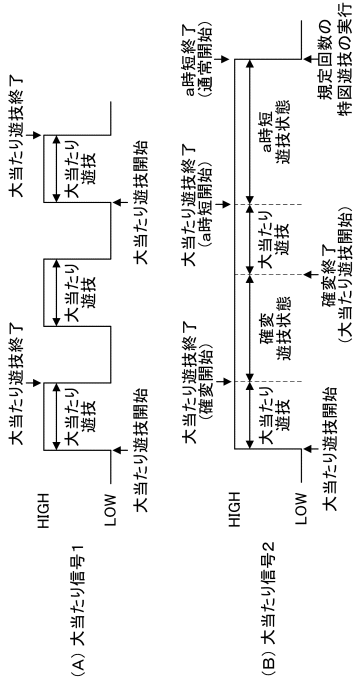 (A) 大当たり信号1
HIGH
LOW
大当たり遊技終了
大当たり遊技終了
大当たり
遊技
大当たり
遊技
大当たり
遊技
大当たり遊技開始
大当たり遊技開始
(B) 大当たり信号2
HIGH
LOW
大当たり遊技終了
(確変開始)
大当たり遊技終了
(a時短開始)
a時短終了
(通常開始)
大当たり
遊技
確変
遊技状態
大当たり
遊技
a時短
遊技状態
大当たり遊技開始
確変終了
(大当たり遊技開始)
規定回数の
特図遊技の実行